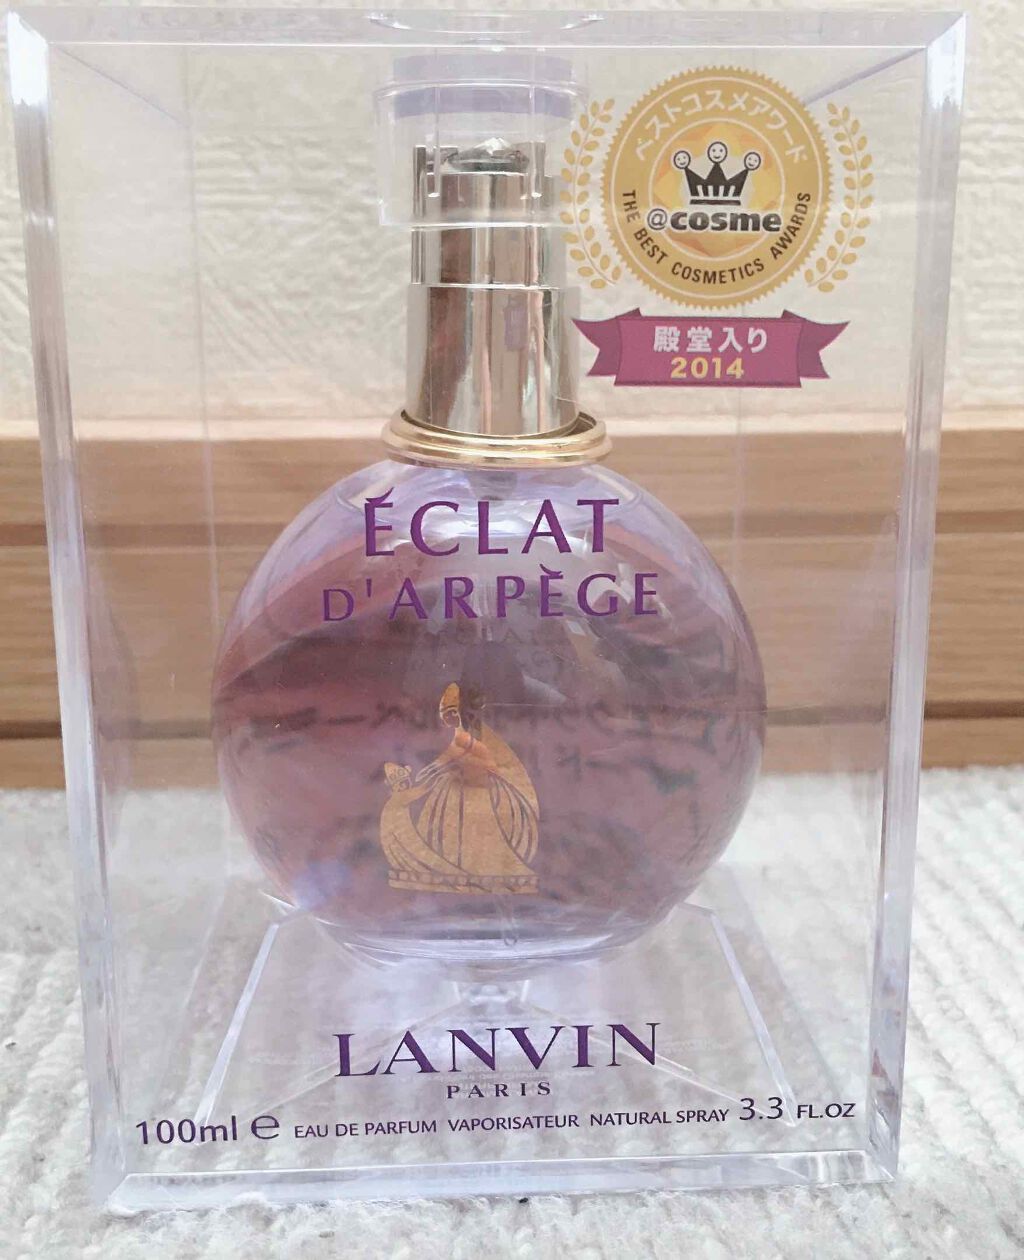 ベストコスメアワード
@cosme
THE BEST COSMETICS AWARDS
殿堂入り
2014
ÉCLAT
D'ARPÈGE
LANVIN
PARIS
100ml e EAU DE PARFUM VAPORISATEUR NATURAL SPRAY 3.3 FL.OZ